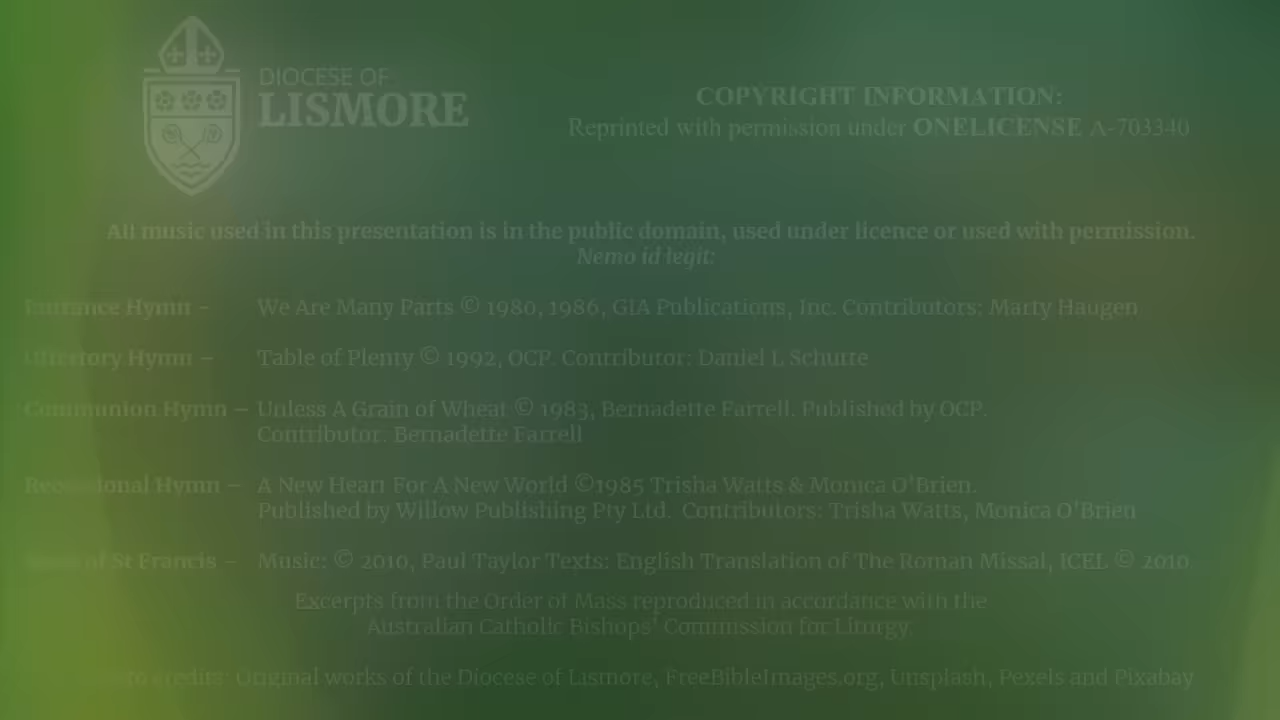 DIOCESE OF
LISMORE
COPYRIGHT INFORMATION:
Reprinted with permission under ONELICENSE A-703340
All music used in this presentation is in the public domain, used under licence or used with permission.
Nemo id legit:
Entrance Hymn – We Are Many Parts © 1980, 1986, GIA Publications, Inc. Contributors: Marty Haugen
Offertory Hymn – Table of Plenty © 1992, OCP. Contributor: Daniel L Schutte
Communion Hymn – Unless A Grain of Wheat © 1983, Bernadette Farrell. Published by OCP.
Contributor: Bernadette Farrell
Recessional Hymn – A New Heart For A New World ©1985 Trisha Watts & Monica O'Brien.
Published by Willow Publishing Pty Ltd. Contributors: Trisha Watts, Monica O'Brien
of St Francis – Music: © 2010, Paul Taylor Texts: English Translation of The Roman Missal, ICEL © 2010
Excerpts from the Order of Mass reproduced in accordance with the
Australian Catholic Bishops' Commission for Liturgy.
credits: Original works of the Diocese of Lismore, FreeBibleImages.org, Unsplash, Pexels and Pixabay